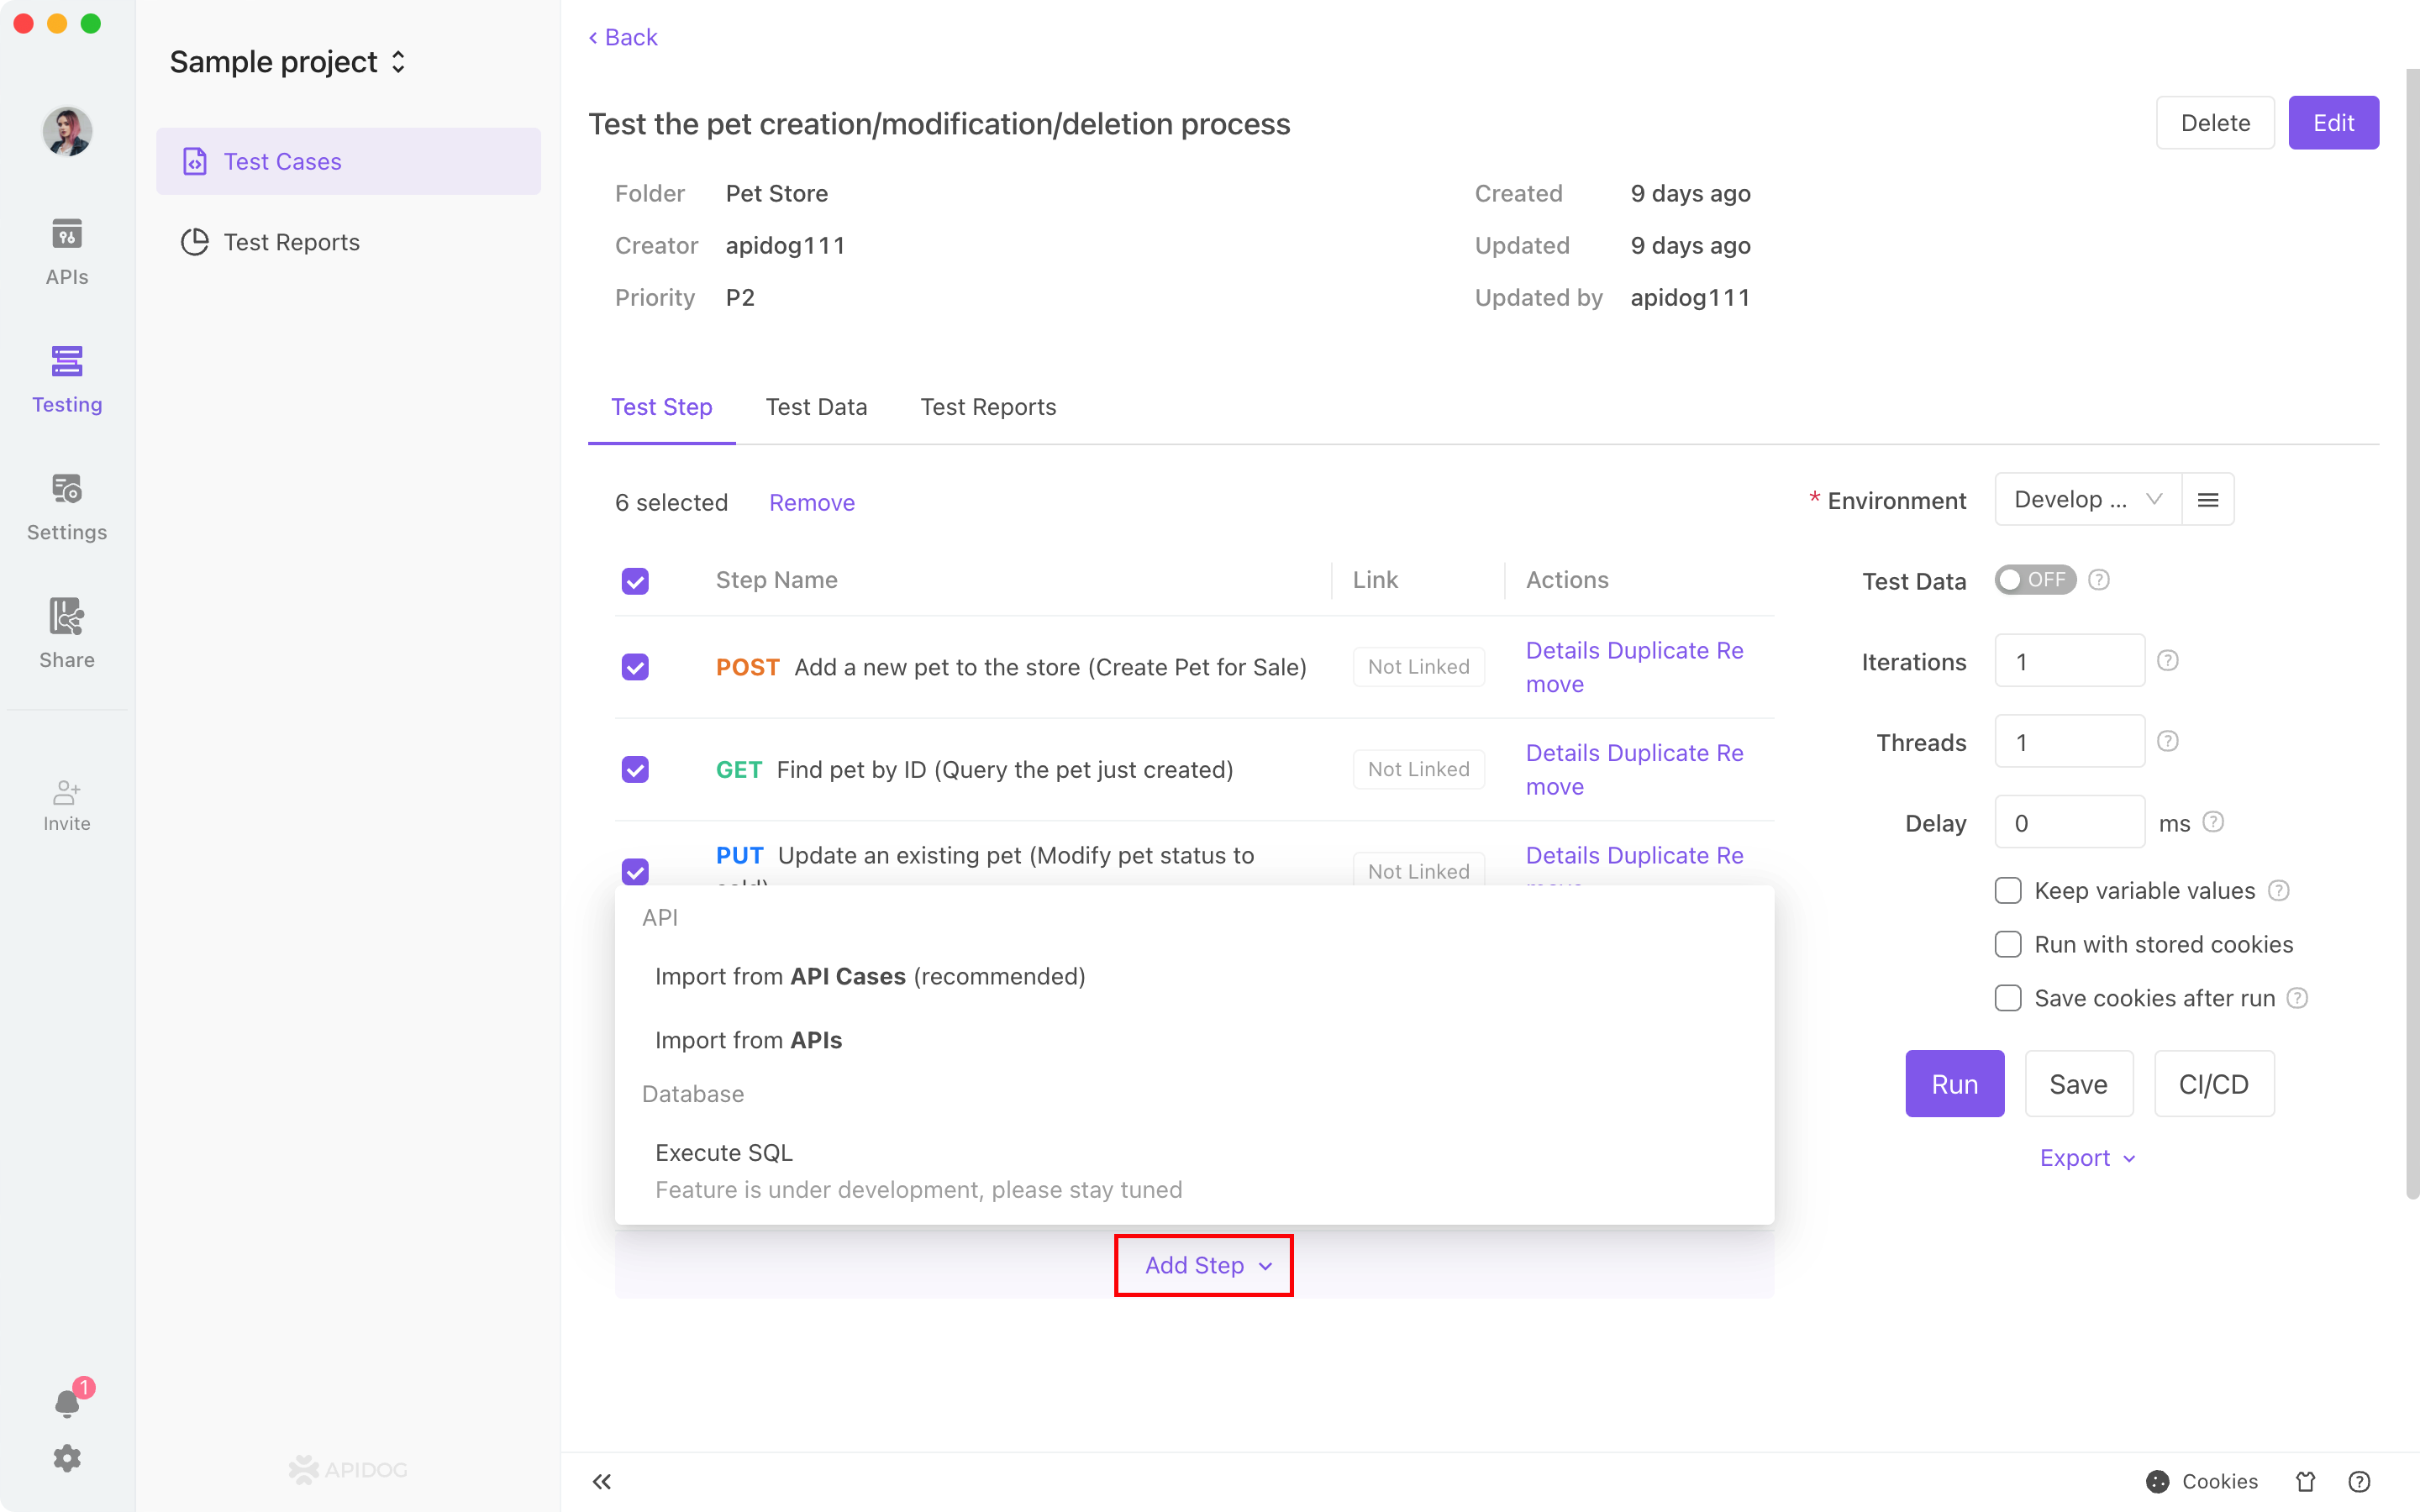 Sample project
Test Cases
Test Reports
APIs
Testing
Settings
Share
Invite
1
APIDOG
Back
Test the pet creation/modification/deletion process
Delete
Edit
Folder Pet Store
Created 9 days ago
Creator apidog111
Updated 9 days ago
Priority P2
Updated by apidog111
Test Step Test Data Test Reports
6 selected Remove
Step Name Link Actions
POST Add a new pet to the store (Create Pet for Sale) Not Linked Details Duplicate Re
move
GET Find pet by ID (Query the pet just created) Not Linked Details Duplicate Re
move
PUT Update an existing pet (Modify pet status to Not Linked Details Duplicate Re
API
Import from API Cases (recommended)
Import from APIs
Database
Execute SQL
Feature is under development, please stay tuned
Add Step
* Environment Develop ...
Test Data OFF
Iterations 1
Threads 1
Delay 0 ms
Keep variable values
Run with stored cookies
Save cookies after run
Run Save CI/CD
Export
Cookies